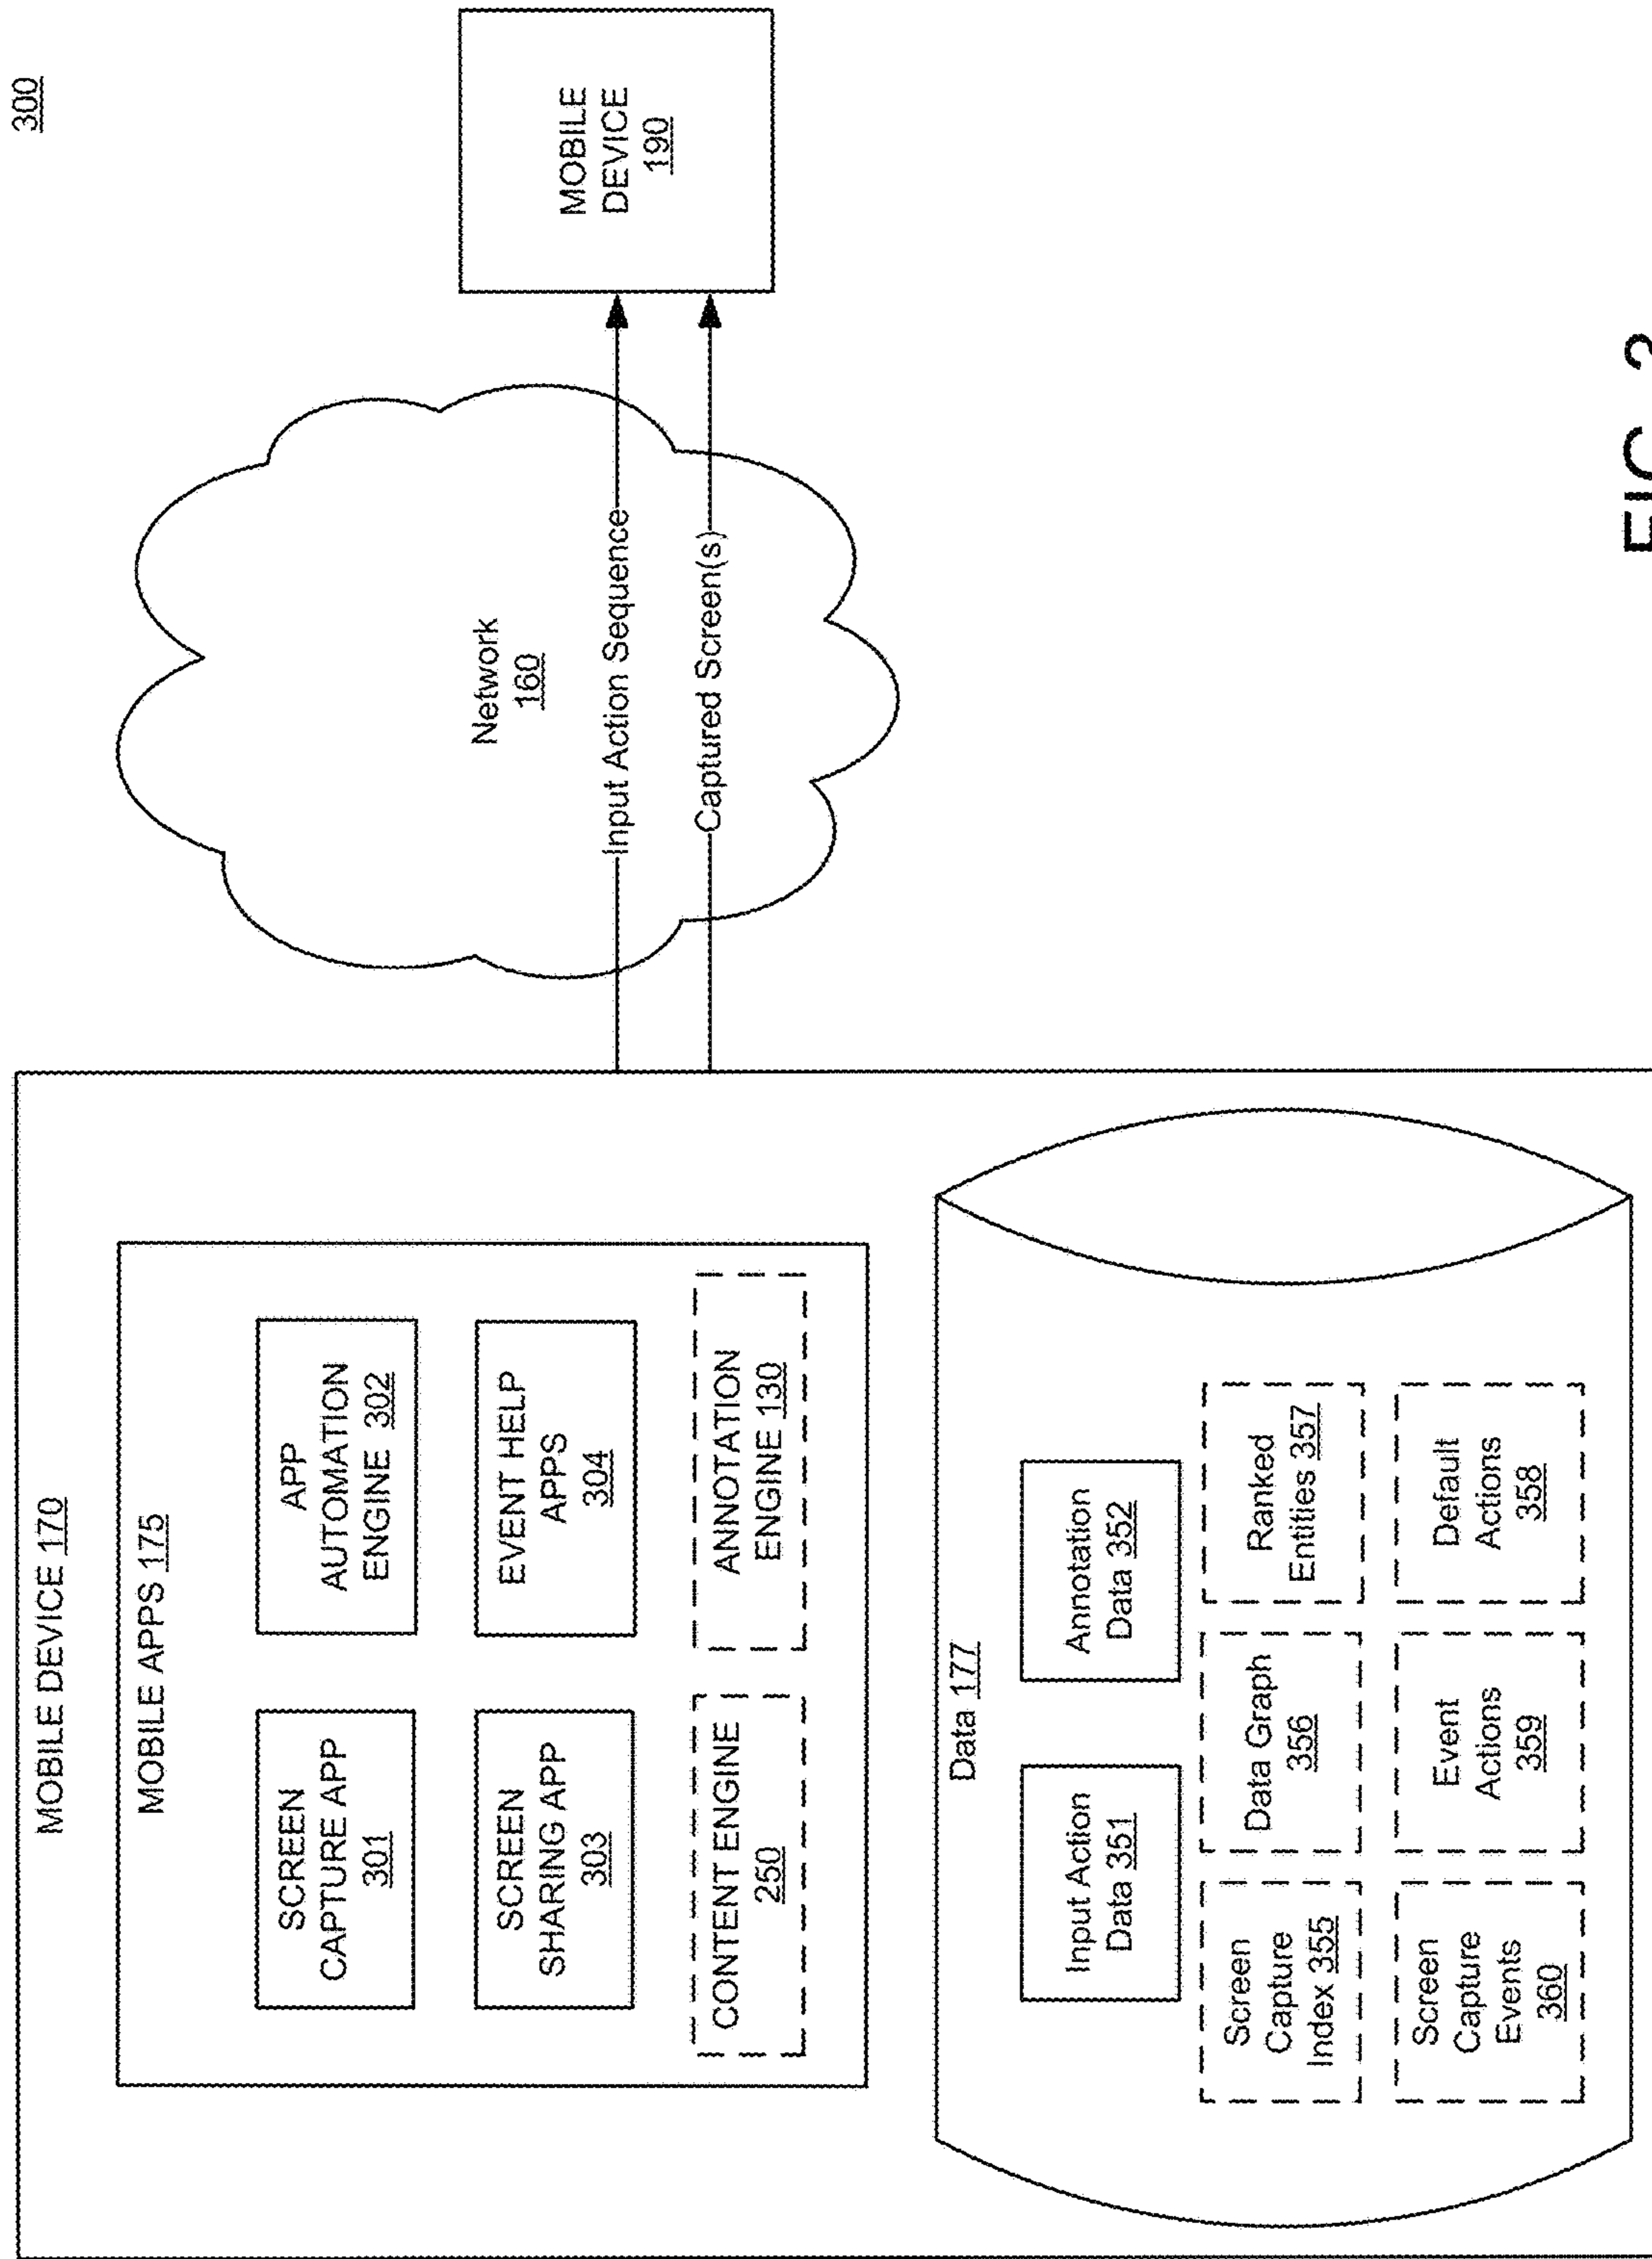 300
MOBILE DEVICE 170
MOBILE APPS 175
SCREEN
CAPTURE APP
301
APP
AUTOMATION
ENGINE 302
SCREEN
SHARING APP
303
EVENT HELP
APPS
304
CONTENT ENGINE
250
ANNOTATION
ENGINE 130
Data 177
Input Action
Data 351
Annotation
Data 352
Screen
Capture
Index 355
Data Graph
356
Ranked
Entities 357
Screen
Capture
Events
360
Event
Actions
359
Default
Actions
358
Network
160
Input Action Sequence
Captured Screen(s)
MOBILE
DEVICE
190
FIG